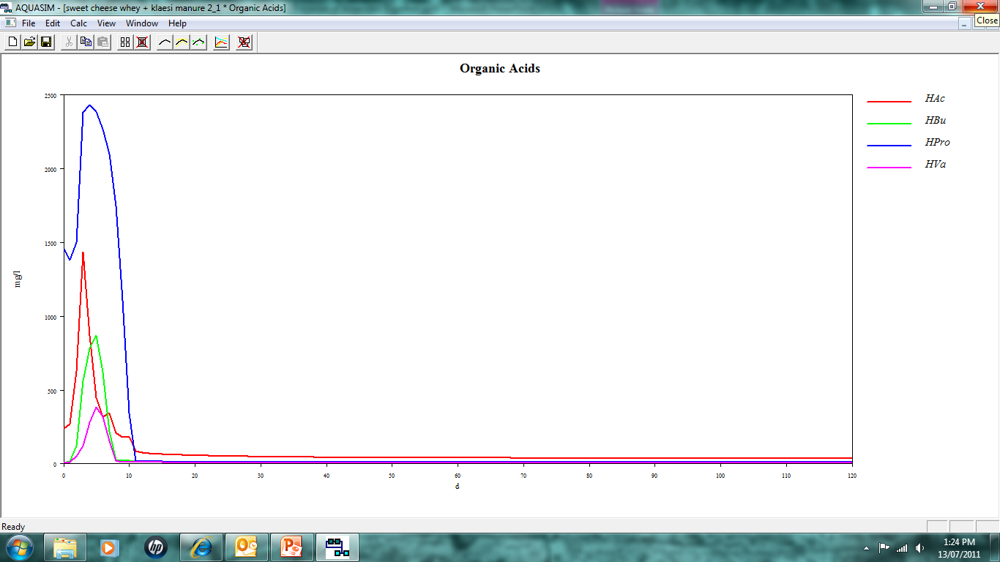 AQUASIM - [sweet cheese whey + klaesi manure 2_1 * Organic Acids]
File Edit Calc View Window Help
Close
Organic Acids
2500
2000
1500
1000
500
0
mg/l
0 10 20 30 40 50 60 70 80 90 100 110 120
d
HAc
HBu
HPro
HVa
Ready
hp
1:24 PM
13/07/2011